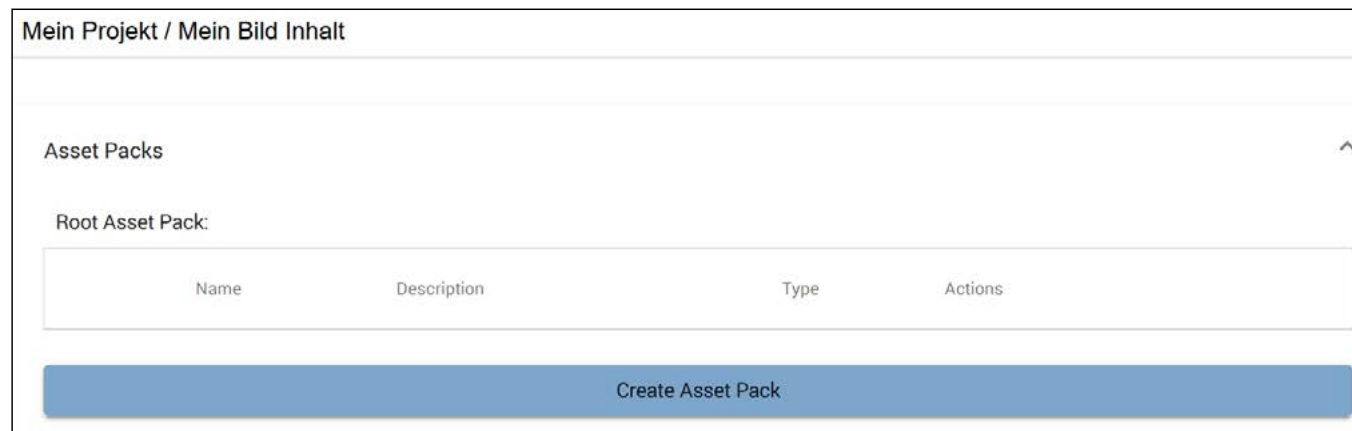 Mein Projekt / Mein Bild Inhalt
Asset Packs
Root Asset Pack:
Name Description Type Actions
Create Asset Pack